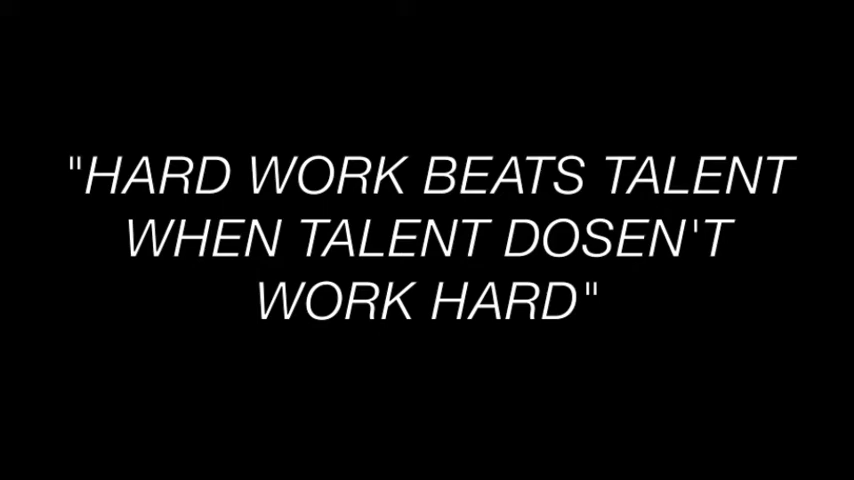 "HARD WORK BEATS TALENT
WHEN TALENT DOSEN'T
WORK HARD"